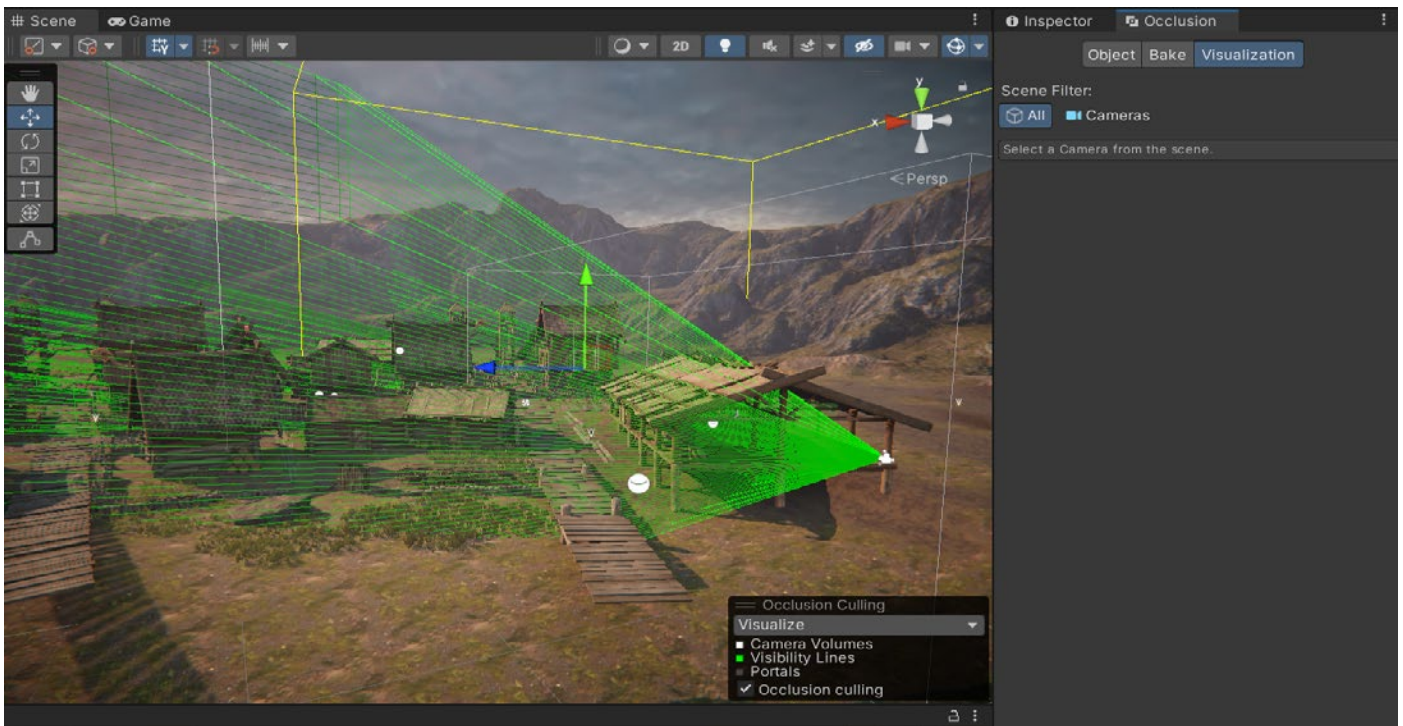 Scene Game
Inspector Occlusion
2D
Object Bake Visualization
Scene Filter:
All Cameras
Select a Camera from the scene.
y
x
Persp
Occlusion Culling
Visualize
Camera Volumes
Visibility Lines
Portals
Occlusion culling